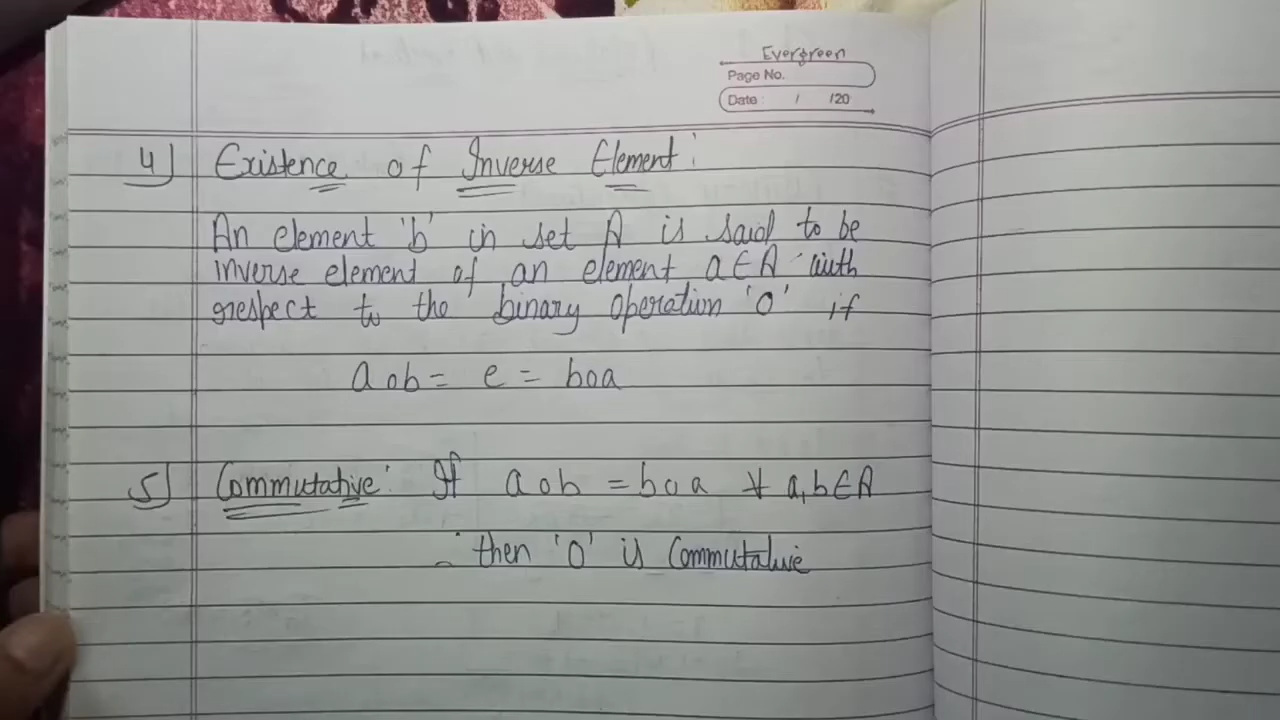 Evergreen
Page No.
Date : / /20
4) Existence of Inverse Element :
An element 'b' in set A is said to be
inverse element of an element a ∈ A with
respect to the binary operation 'o' if
a o b = e = b o a
5) Commutative : If a o b = b o a ∀ a, b ∈ A
then 'o' is commutative